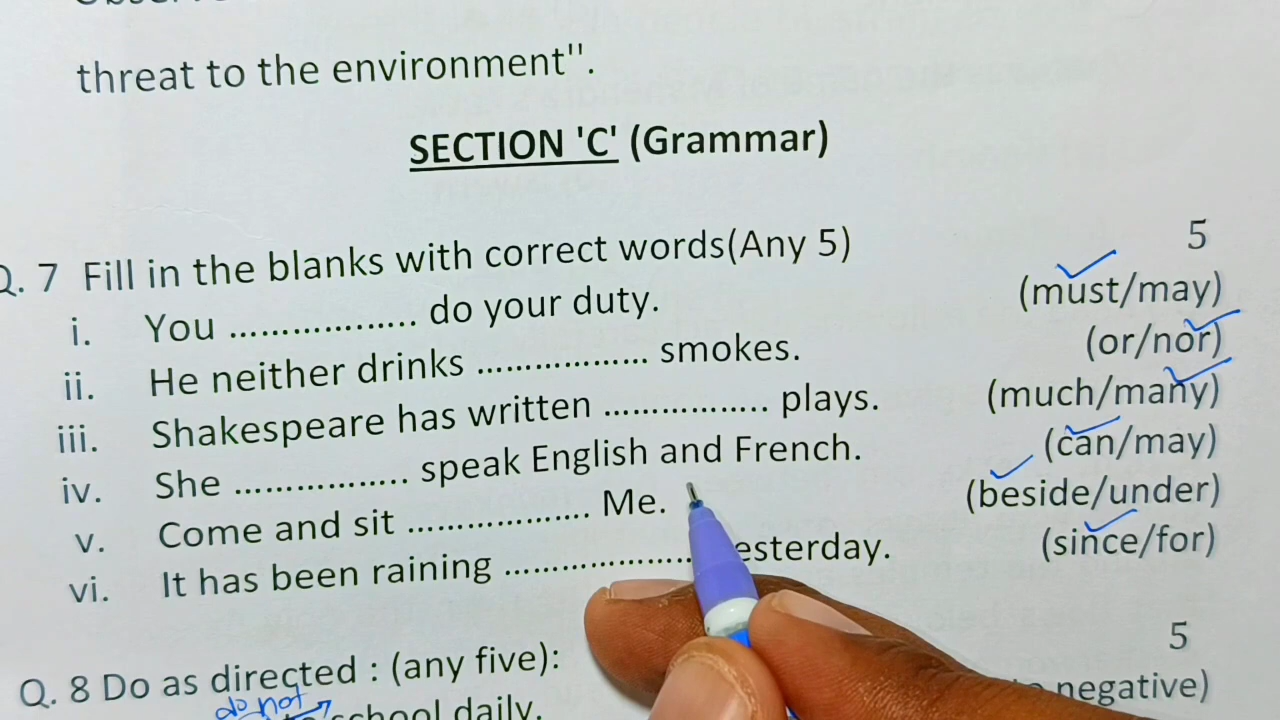 threat to the environment".
SECTION 'C' (Grammar)
Q. 7 Fill in the blanks with correct words(Any 5) 5
i. You .................. do your duty. (must/may)
ii. He neither drinks ................ smokes. (or/nor)
iii. Shakespeare has written ................ plays. (much/many)
iv. She ................. speak English and French. (can/may)
v. Come and sit .................. Me. (beside/under)
vi. It has been raining .................. esterday. (since/for)
Q. 8 Do as directed : (any five): 5
do not
school daily. negative)